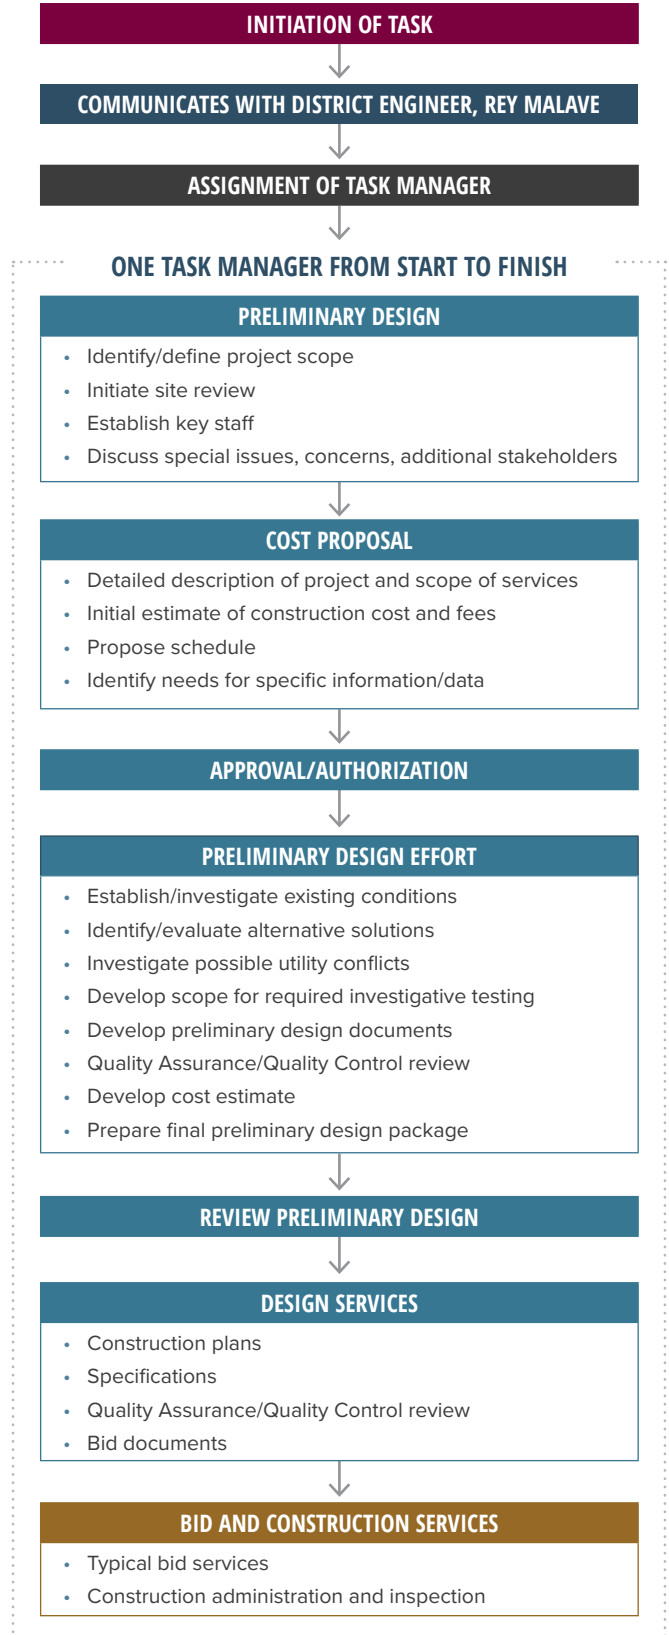 INITIATION OF TASK
COMMUNICATES WITH DISTRICT ENGINEER, REY MALAVE
ASSIGNMENT OF TASK MANAGER
ONE TASK MANAGER FROM START TO FINISH
PRELIMINARY DESIGN
• Identify/define project scope
• Initiate site review
• Establish key staff
• Discuss special issues, concerns, additional stakeholders
COST PROPOSAL
• Detailed description of project and scope of services
• Initial estimate of construction cost and fees
• Propose schedule
• Identify needs for specific information/data
APPROVAL/AUTHORIZATION
PRELIMINARY DESIGN EFFORT
• Establish/investigate existing conditions
• Identify/evaluate alternative solutions
• Investigate possible utility conflicts
• Develop scope for required investigative testing
• Develop preliminary design documents
• Quality Assurance/Quality Control review
• Develop cost estimate
• Prepare final preliminary design package
REVIEW PRELIMINARY DESIGN
DESIGN SERVICES
• Construction plans
• Specifications
• Quality Assurance/Quality Control review
• Bid documents
BID AND CONSTRUCTION SERVICES
• Typical bid services
• Construction administration and inspection